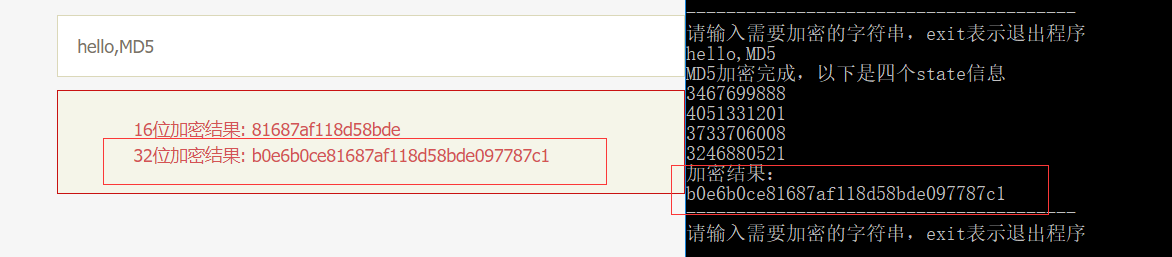 hello,MD5
16位加密结果: 81687af118d58bde
32位加密结果: b0e6b0ce81687af118d58bde097787c1
---------------------------------------
请输入需要加密的字符串，exit表示退出程序
hello,MD5
MD5加密完成，以下是四个state信息
3467699888
4051331201
3733706008
3246880521
加密结果：
b0e6b0ce81687af118d58bde097787c1
---------------------------------------
请输入需要加密的字符串，exit表示退出程序